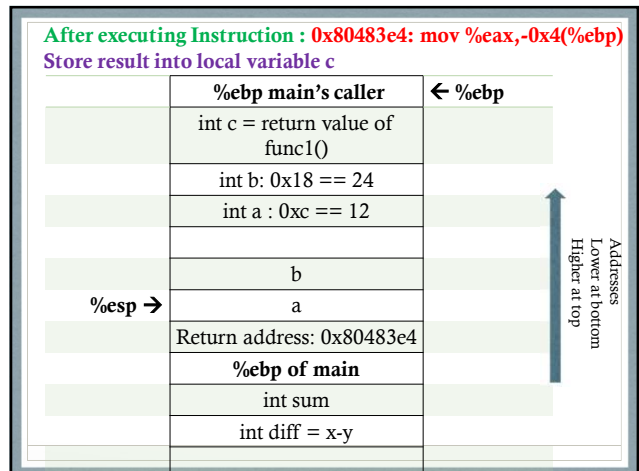 After executing Instruction : 0x80483e4: mov %eax,-0x4(%ebp)
Store result into local variable c
%ebp main's caller
← %ebp
int c = return value of
func1()
int b: 0x18 == 24
int a : 0xc == 12
b
%esp →
a
Return address: 0x80483e4
%ebp of main
int sum
int diff = x-y
Addresses
Lower at bottom
Higher at top